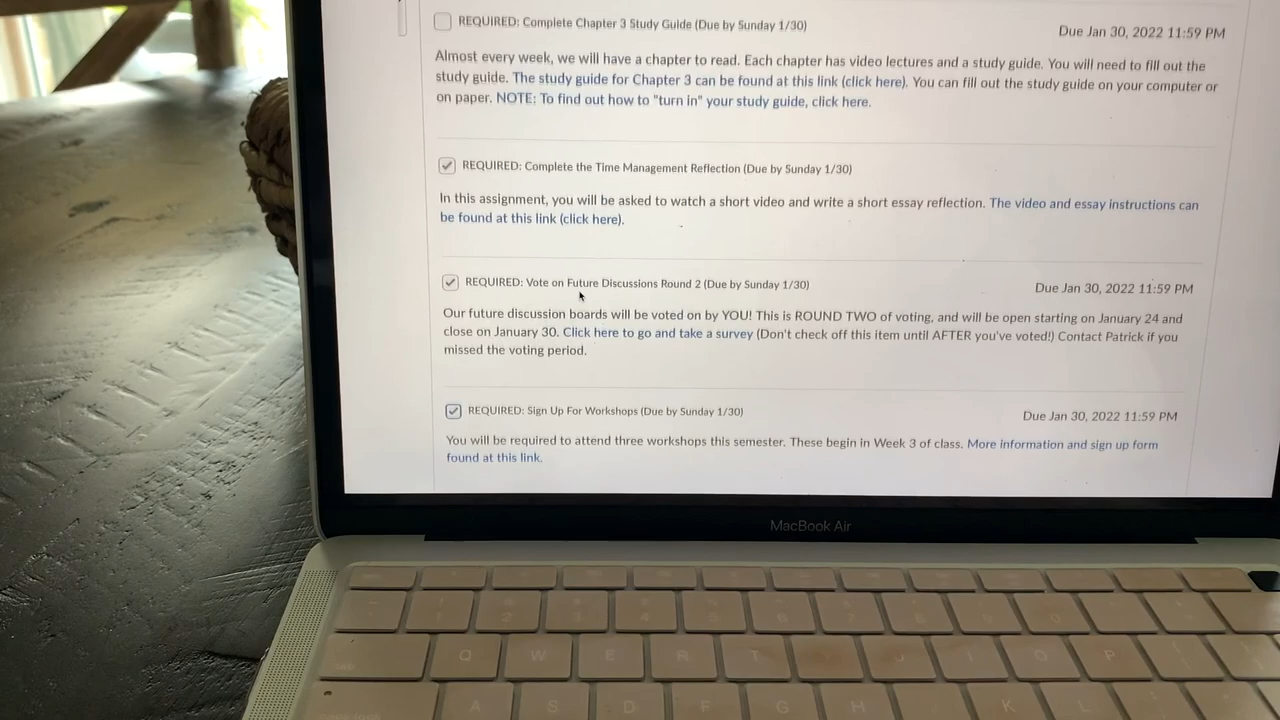 REQUIRED: Complete Chapter 3 Study Guide (Due by Sunday 1/30)
Due Jan 30, 2022 11:59 PM
Almost every week, we will have a chapter to read. Each chapter has video lectures and a study guide. You will need to fill out the
study guide. The study guide for Chapter 3 can be found at this link (click here). You can fill out the study guide on your computer or
on paper. NOTE: To find out how to "turn in" your study guide, click here.
REQUIRED: Complete the Time Management Reflection (Due by Sunday 1/30)
In this assignment, you will be asked to watch a short video and write a short essay reflection. The video and essay instructions can
be found at this link (click here).
REQUIRED: Vote on Future Discussions Round 2 (Due by Sunday 1/30)
Due Jan 30, 2022 11:59 PM
Our future discussion boards will be voted on by YOU! This is ROUND TWO of voting, and will be open starting on January 24 and
close on January 30. Click here to go and take a survey (Don't check off this item until AFTER you've voted!) Contact Patrick if you
missed the voting period.
REQUIRED: Sign Up For Workshops (Due by Sunday 1/30)
Due Jan 30, 2022 11:59 PM
You will be required to attend three workshops this semester. These begin in Week 3 of class. More information and sign up form
found at this link.
MacBook Air
Q W E R T U I O P
A S D F G H K L